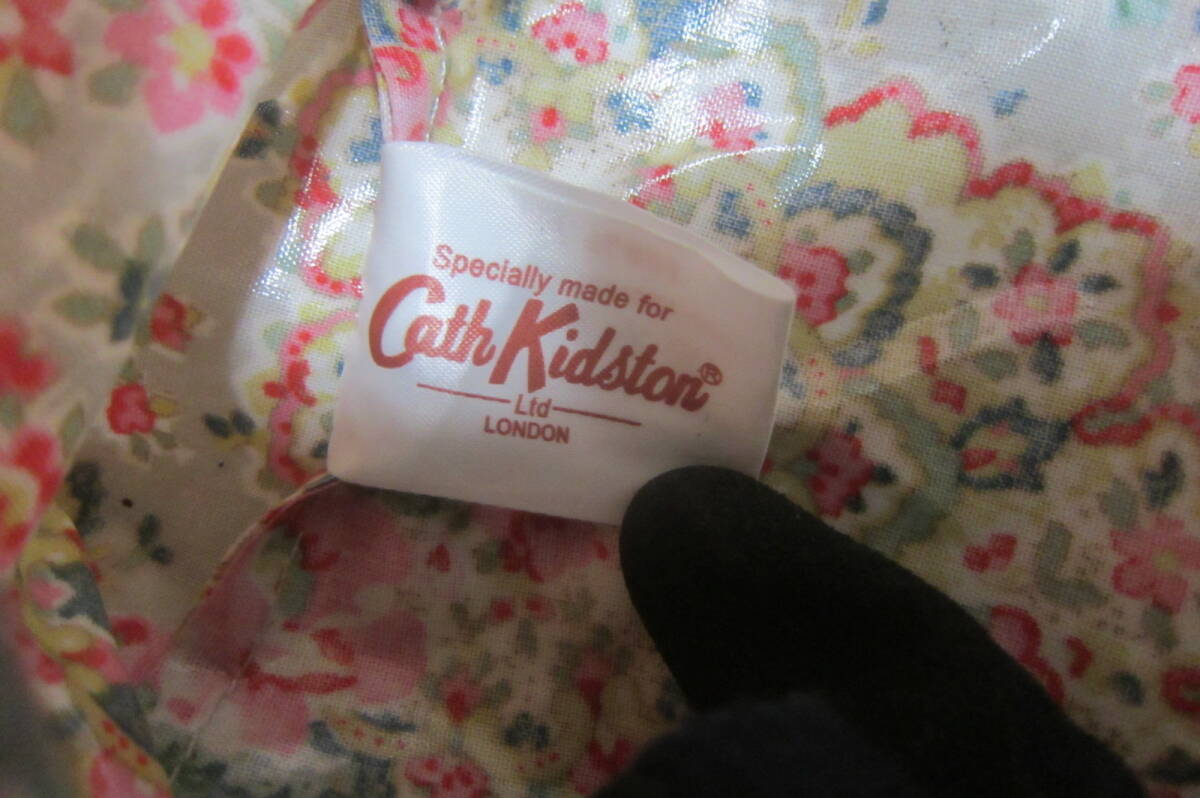 Specially made for
Cath Kidston®
Ltd
LONDON